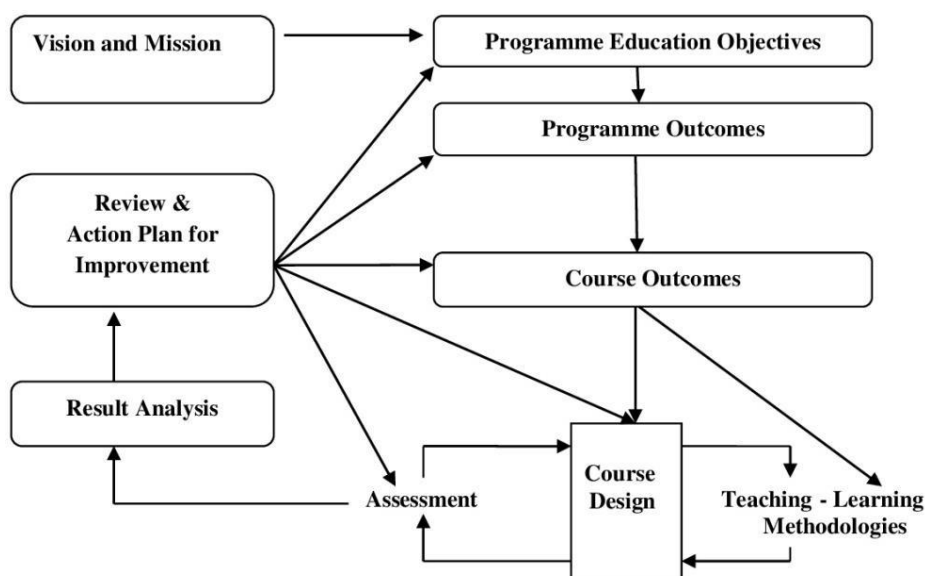 Vision and Mission
Programme Education Objectives
Programme Outcomes
Review &
Action Plan for
Improvement
Course Outcomes
Result Analysis
Assessment
Course
Design
Teaching - Learning
Methodologies